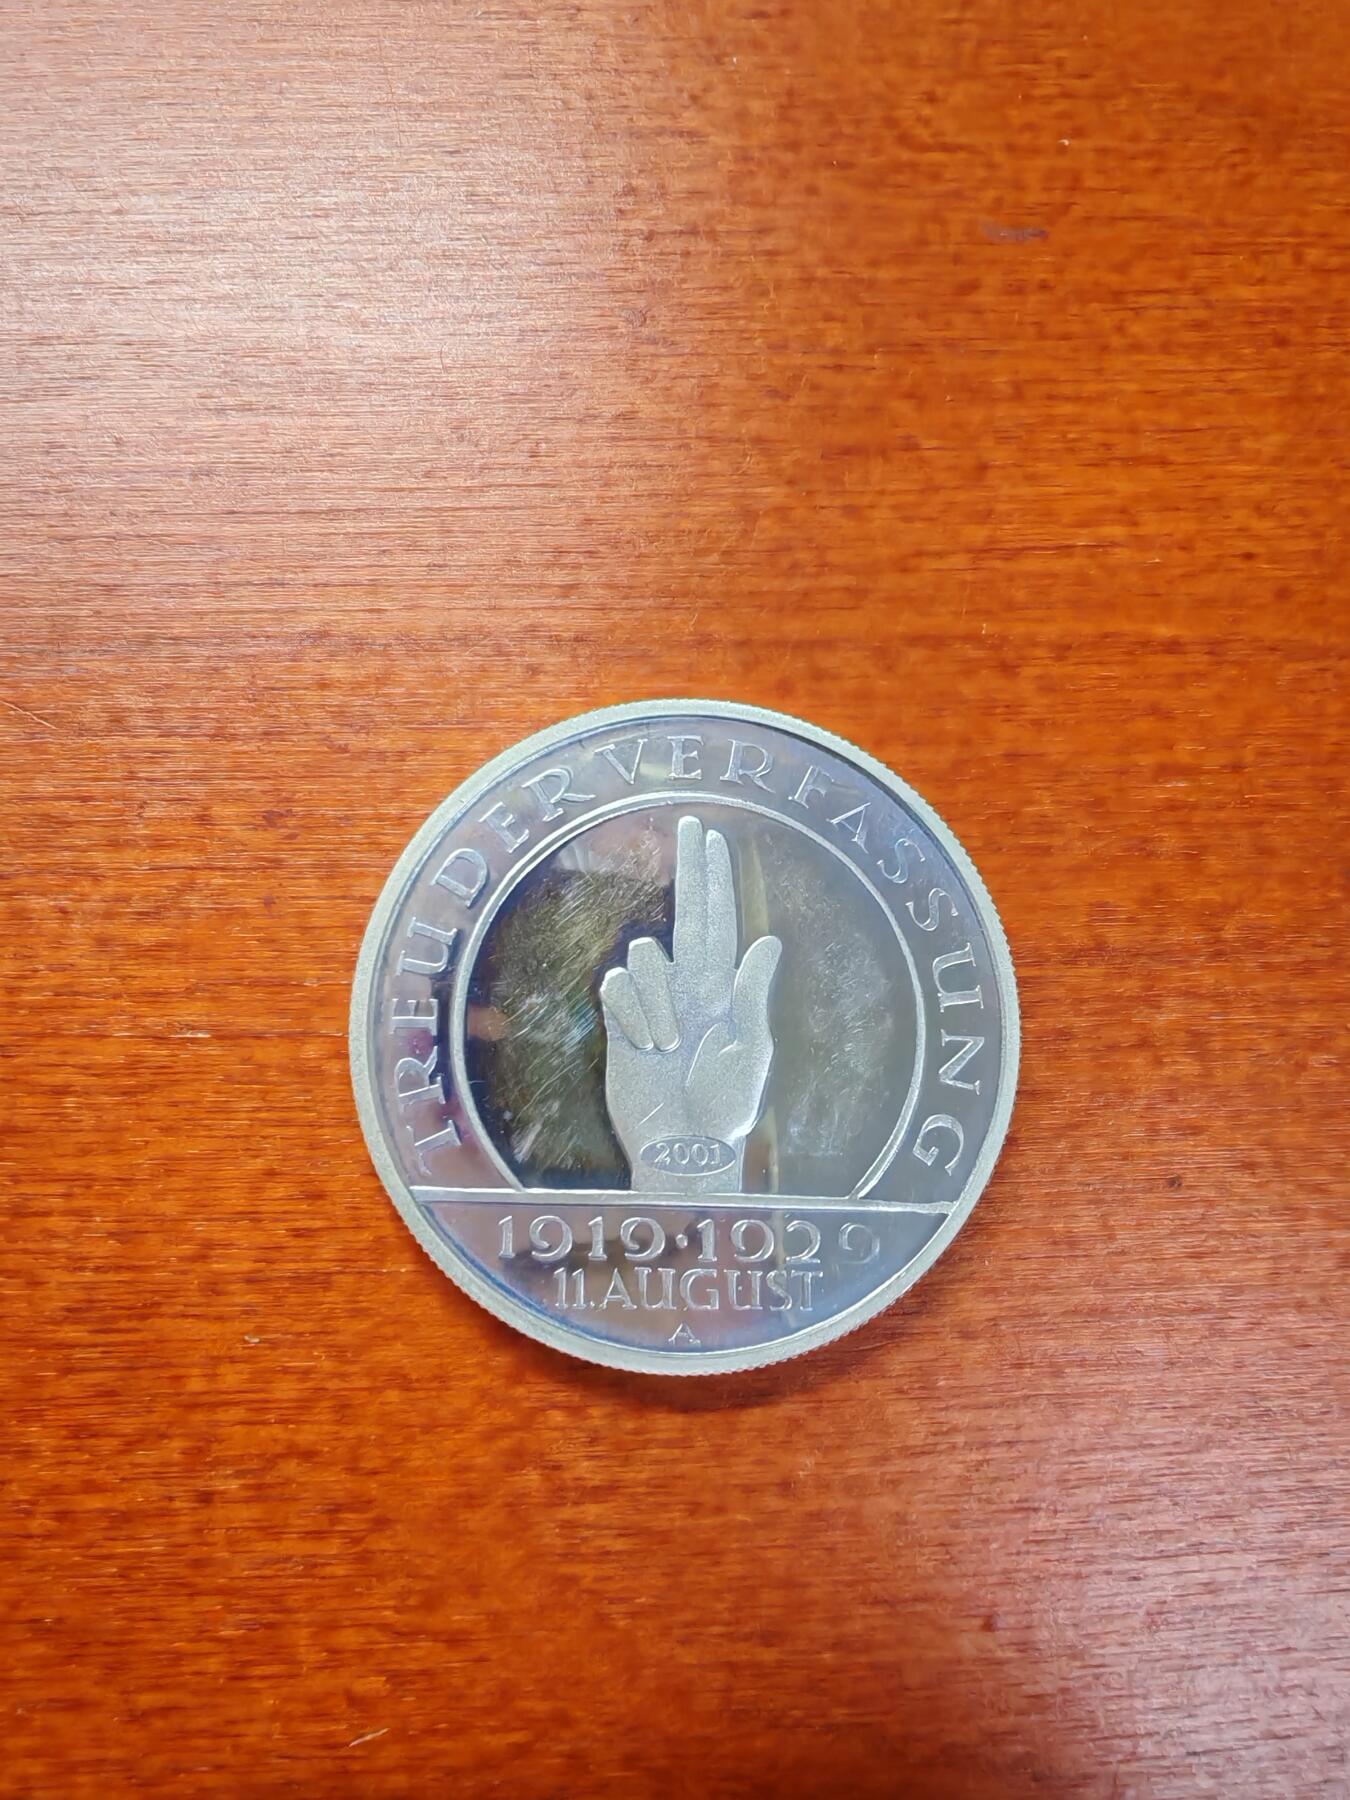 TREU DER VERFASSUNG
2001
1919·1929
11. AUGUST
A